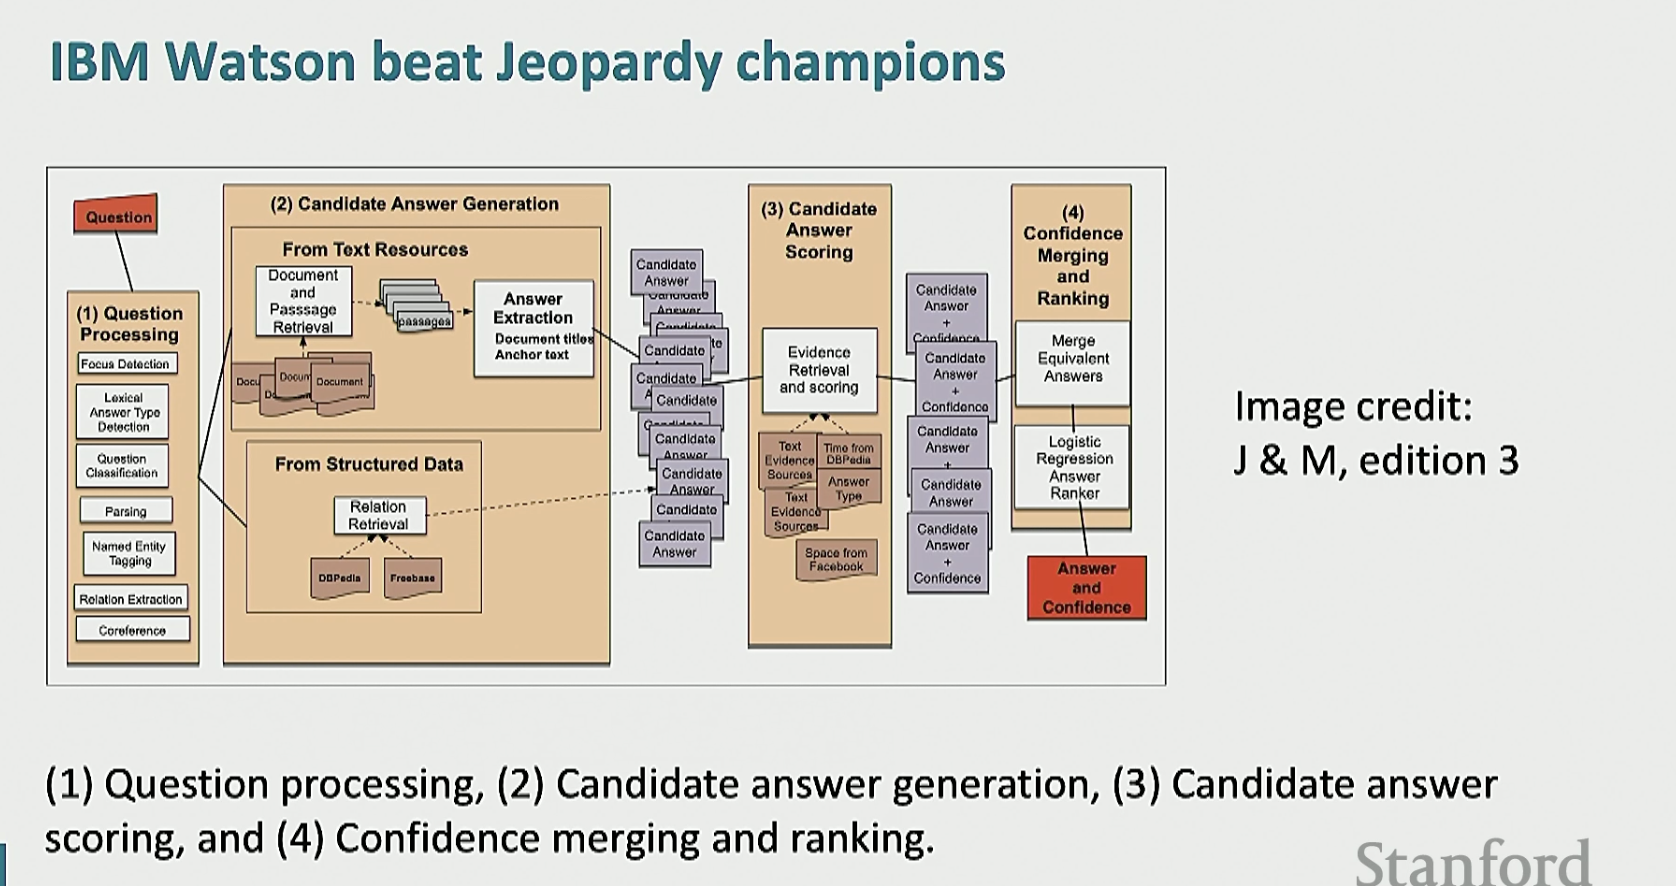 IBM Watson beat Jeopardy champions
Question
(1) Question
Processing
Focus Detection
Lexical
Answer Type
Detection
Question
Classification
Parsing
Named Entity
Tagging
Relation Extraction
Coreference
(2) Candidate Answer Generation
From Text Resources
Document
and
Passsage
Retrieval
passages
Docu
Docum
Do
Document
Answer
Extraction
Document titles
Anchor text
From Structured Data
Relation
Retrieval
DBPedia
Freebase
Candidate
Answer
Candidate
Answer
Candidate
te
Candidate
Candidate
A
Candidate
Candidate
Candidate
Answer
Candidate
Answer
Candidate
Candidate
Answer
(3) Candidate
Answer
Scoring
Evidence
Retrieval
and scoring
Text
Evidence
Sources
Time from
DBPedia
Answer
Type
Text
Evidence
Sources
Space from
Facebook
Candidate
Answer
+
Confidence
Candidate
Answer
+
Confidence
Candidate
Answer
+
Candidate
Answer
Candidate
Answer
+
Confidence
(4)
Confidence
Merging
and
Ranking
Merge
Equivalent
Answers
Logistic
Regression
Answer
Ranker
Answer
and
Confidence
Image credit:
J & M, edition 3
(1) Question processing, (2) Candidate answer generation, (3) Candidate answer
scoring, and (4) Confidence merging and ranking.
Stanford